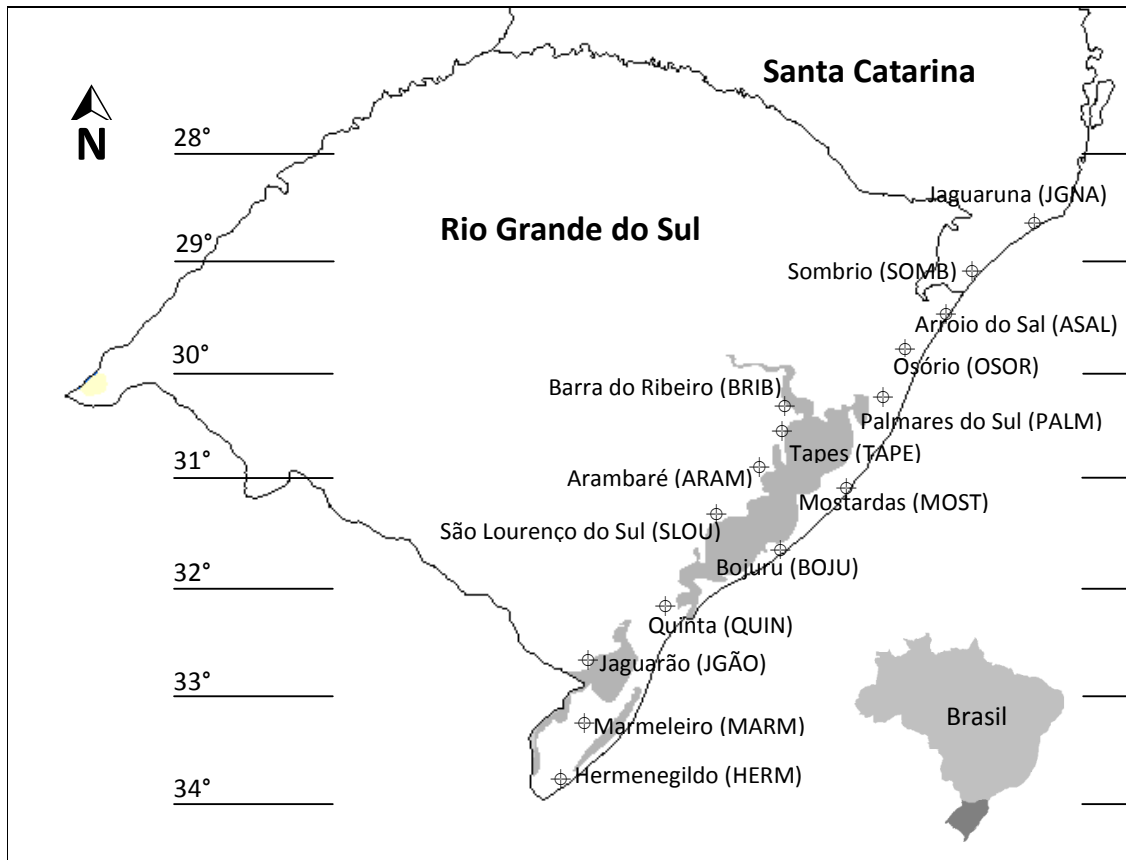 Santa Catarina
N
28°
Jaguaruna (JGNA)
Rio Grande do Sul
29°
Sombrio (SOMB)
Arroio do Sal (ASAL)
30°
Osório (OSOR)
Barra do Ribeiro (BRIB)
Palmares do Sul (PALM)
Tapes (TAPE)
31°
Arambaré (ARAM)
Mostardas (MOST)
São Lourenço do Sul (SLOU)
Bojuru (BOJU)
32°
Quinta (QUIN)
Jaguarão (JGÃO)
33°
Brasil
Marmeleiro (MARM)
Hermenegildo (HERM)
34°